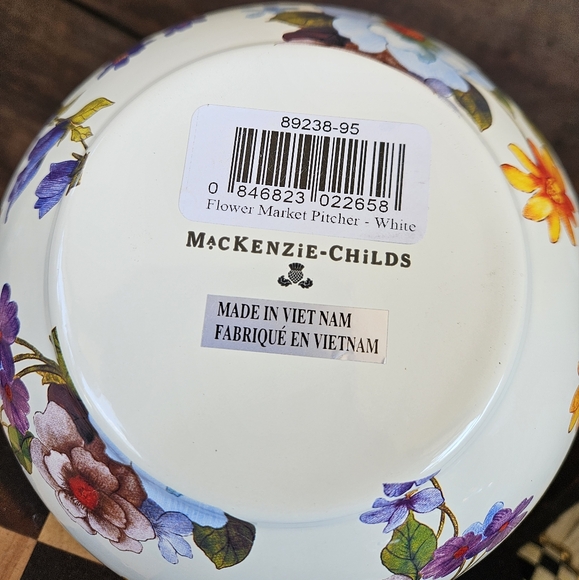 89238-95
0 846823 022658
Flower Market Pitcher - White
MACKENZIE-CHILDS
MADE IN VIET NAM
FABRIQUÉ EN VIETNAM